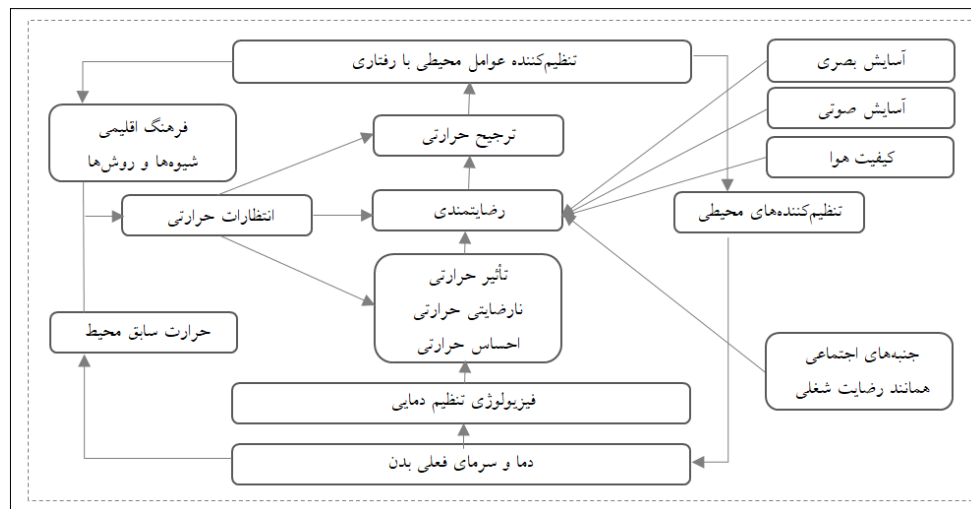 تنظیم‌کننده عوامل محیطی با رفتاری
آسایش بصری
آسایش صوتی
کیفیت هوا
فرهنگ اقلیمی
شیوه‌ها و روش‌ها
ترجیح حرارتی
انتظارات حرارتی
رضایتمندی
تنظیم‌کننده‌های محیطی
تأثیر حرارتی
نارضایتی حرارتی
احساس حرارتی
حرارت سابق محیط
جنبه‌های اجتماعی
همانند رضایت شغلی
فیزیولوژی تنظیم دمایی
دما و سرمای فعلی بدن